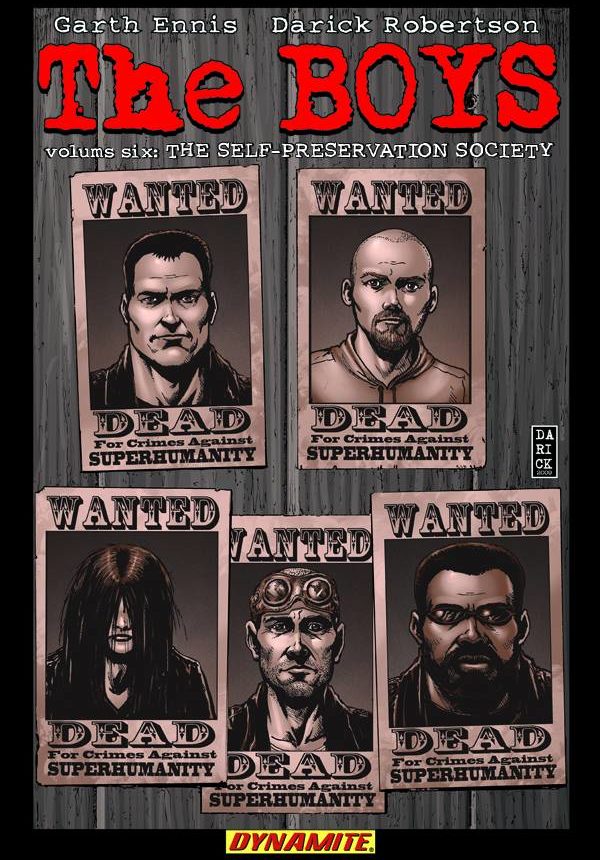 Garth Ennis Darick Robertson
The BOYS
volums six: THE SELF-PRESERVATION SOCIETY
WANTED
DEAD
For Crimes Against
SUPERHUMANITY
WANTED
DEAD
For Crimes Against
SUPERHUMANITY
DA
RI
CK
2009
WANTED
DEAD
For Crimes Against
SUPERHUMANITY
WANTED
DEAD
For Crimes Against
SUPERHUMANITY
WANTED
DEAD
For Crimes Against
SUPERHUMANITY
DYNAMITE®